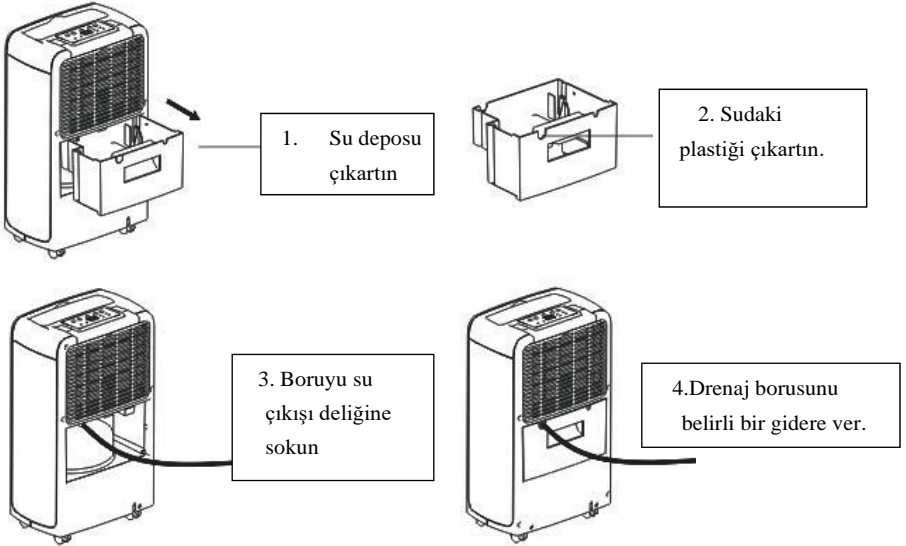 1. Su deposu
çıkartın
2. Sudaki
plastiği çıkartın.
3. Boruyu su
çıkışı deliğine
sokun
4.Drenaj borusunu
belirli bir gidere ver.